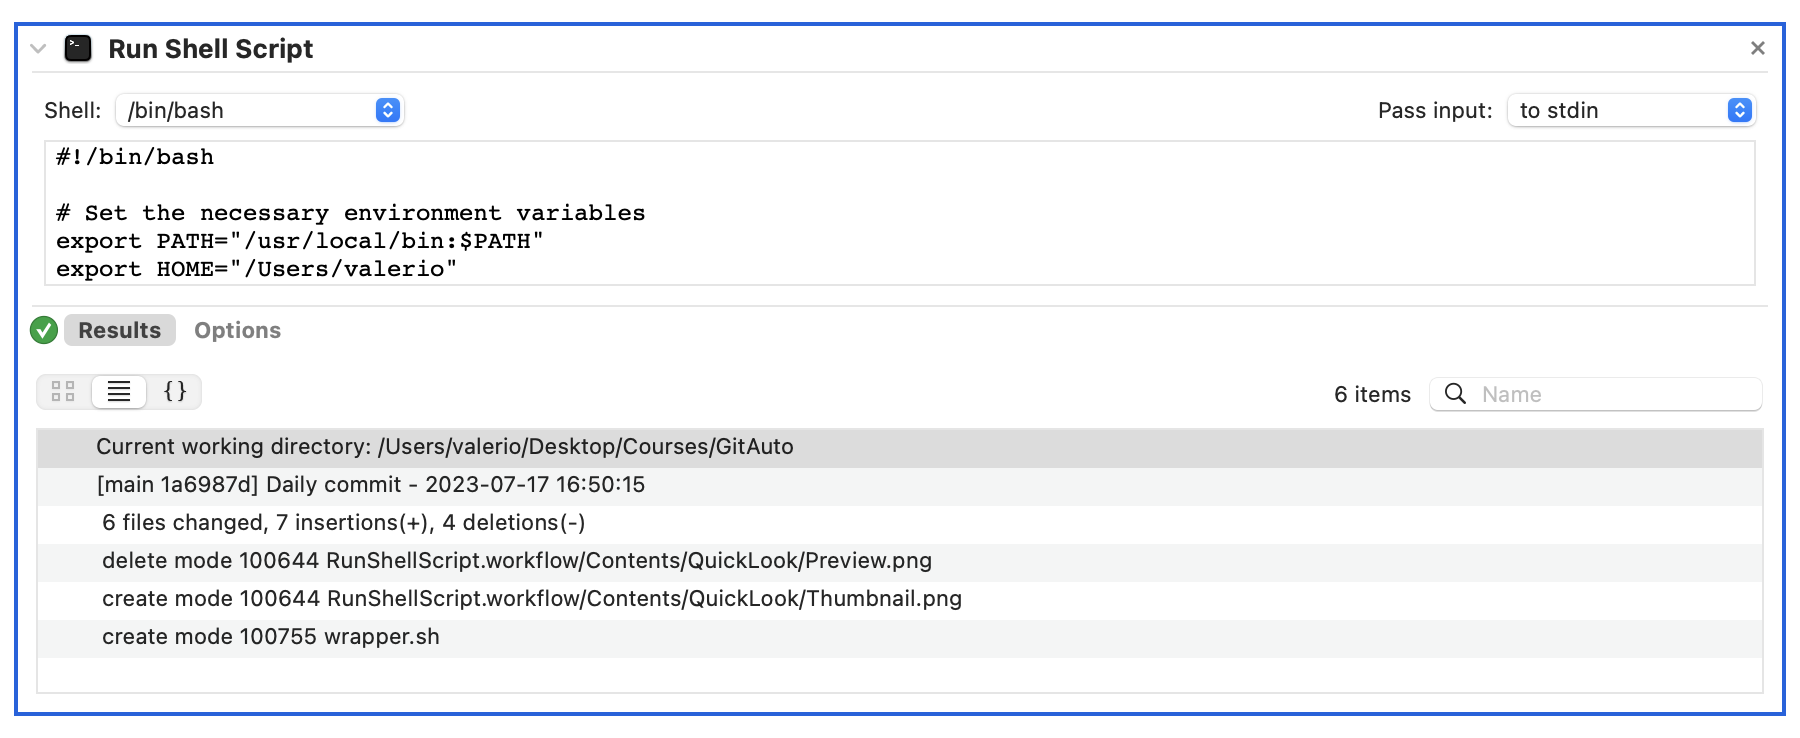 Run Shell Script
Shell: /bin/bash Pass input: to stdin
#!/bin/bash
# Set the necessary environment variables
export PATH="/usr/local/bin:$PATH"
export HOME="/Users/valerio"
Results Options
{} 6 items Name
Current working directory: /Users/valerio/Desktop/Courses/GitAuto
[main 1a6987d] Daily commit - 2023-07-17 16:50:15
6 files changed, 7 insertions(+), 4 deletions(-)
delete mode 100644 RunShellScript.workflow/Contents/QuickLook/Preview.png
create mode 100644 RunShellScript.workflow/Contents/QuickLook/Thumbnail.png
create mode 100755 wrapper.sh